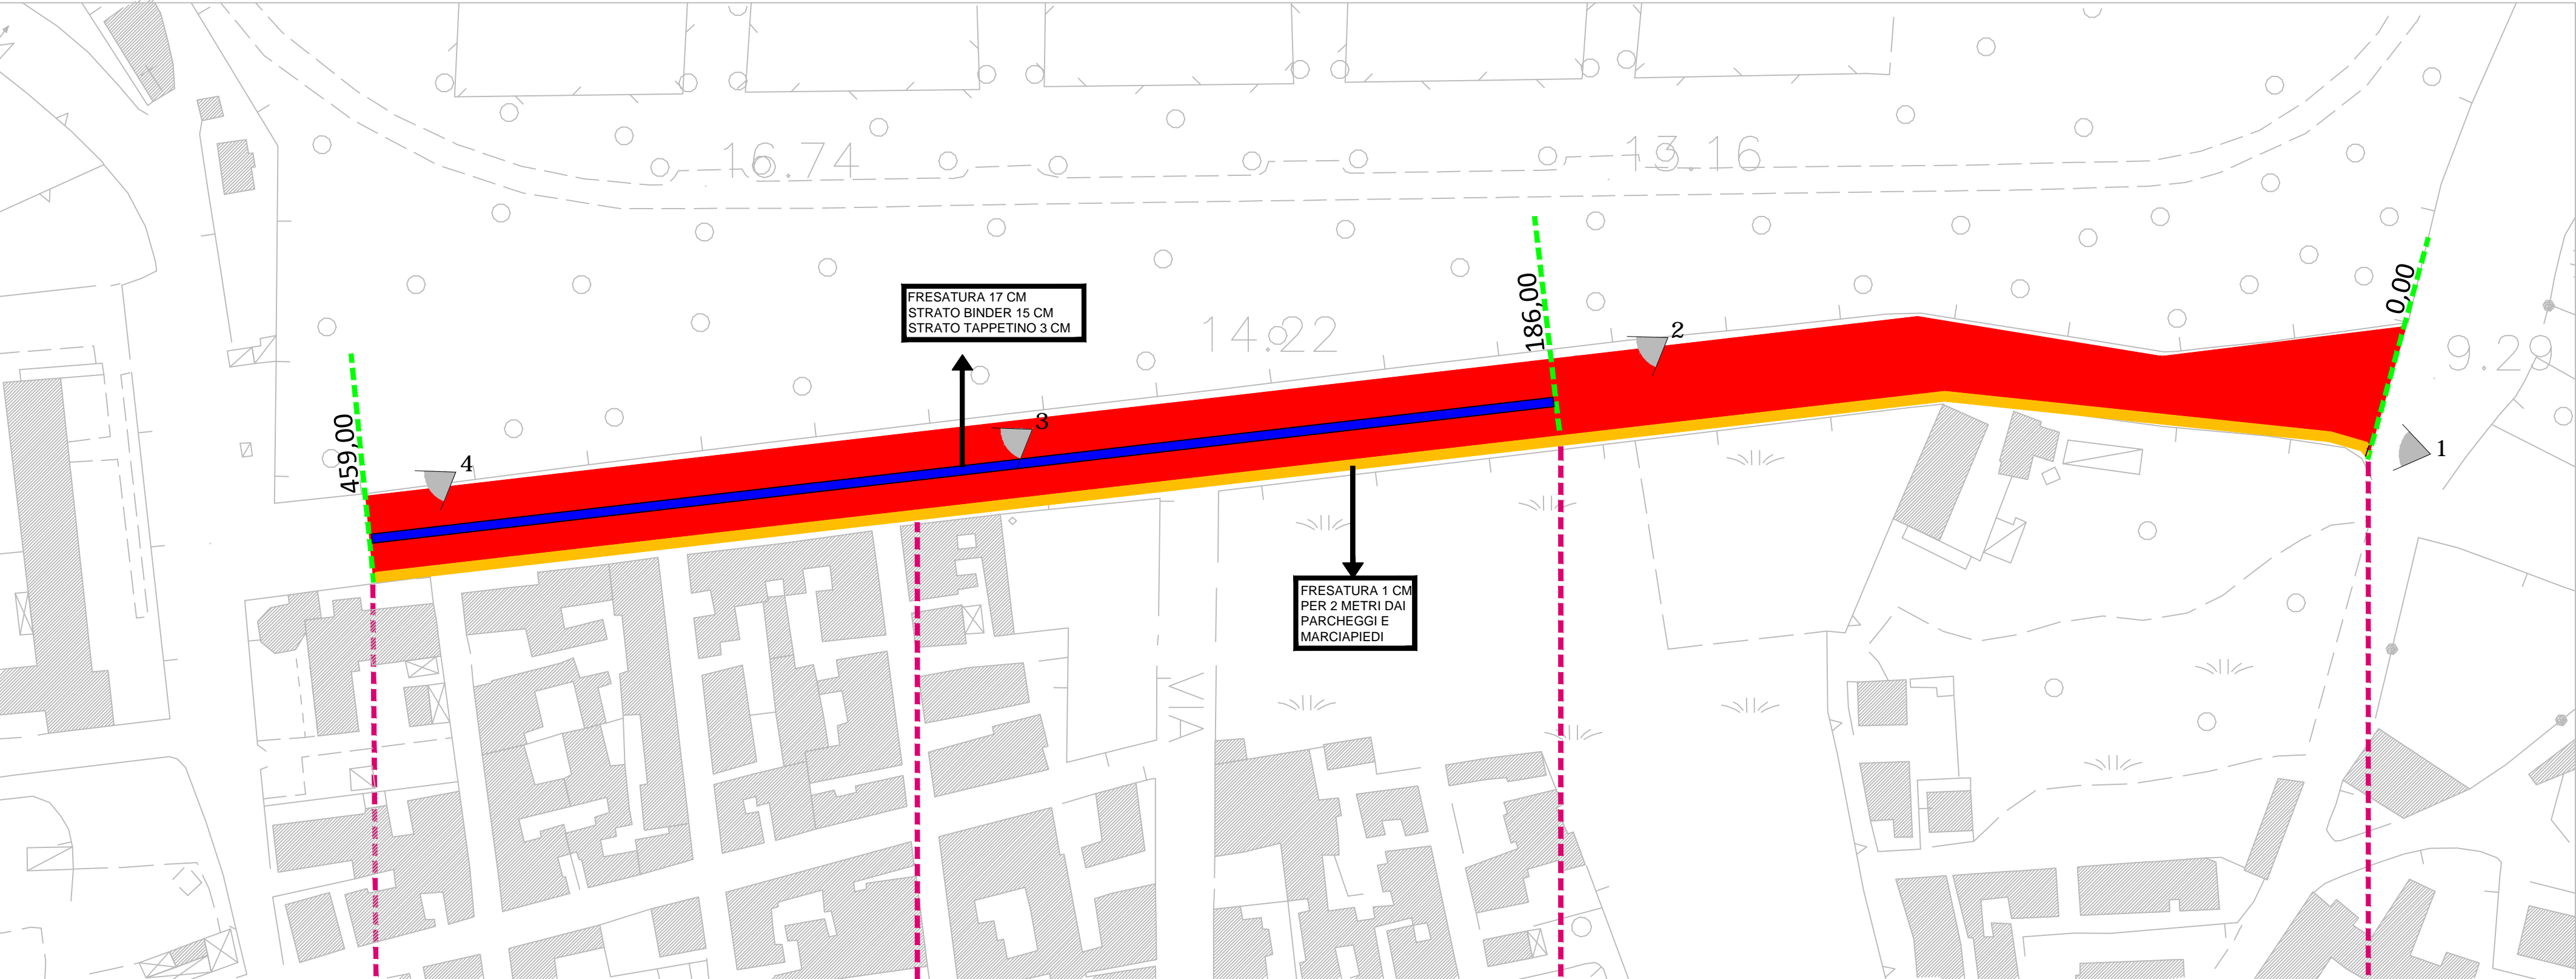 16.74
13.16
FRESATURA 17 CM
STRATO BINDER 15 CM
STRATO TAPPETINO 3 CM
14.22
186,00
0,00
2
9.29
459,00
3
4
1
FRESATURA 1 CM
PER 2 METRI DAI
PARCHEGGI E
MARCIAPIEDI
VIA